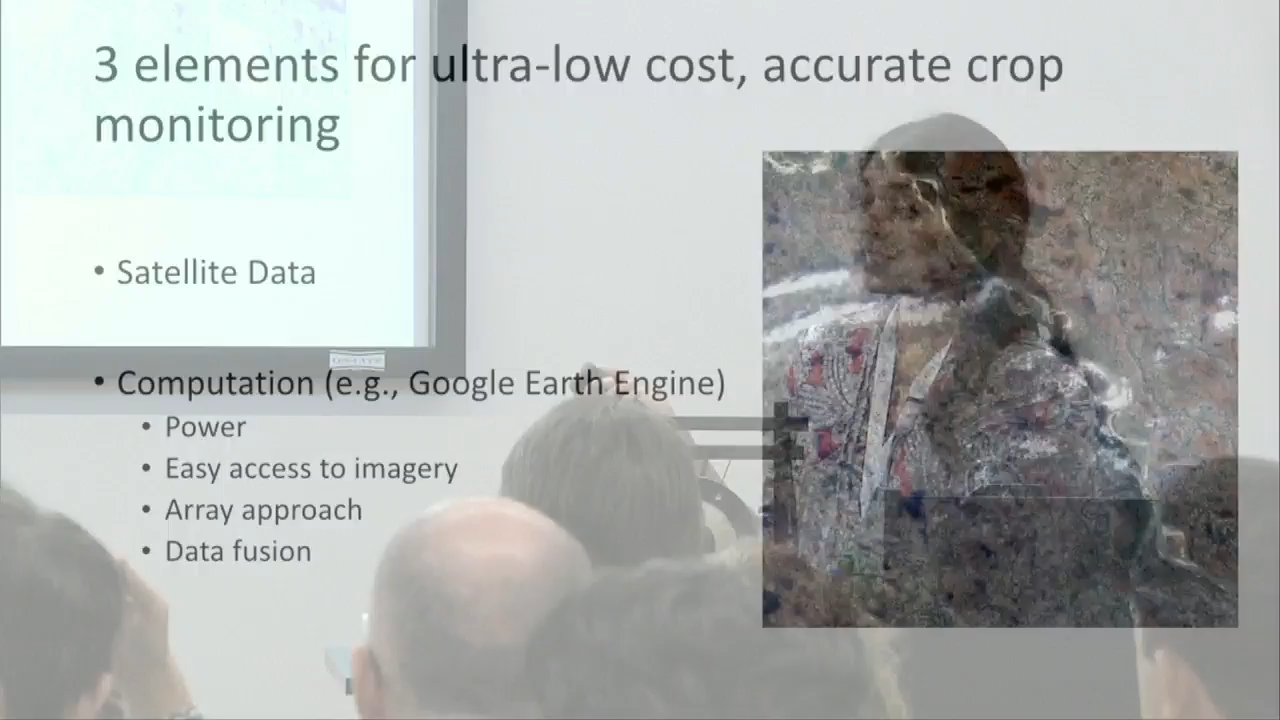 3 elements for ultra-low cost, accurate crop
monitoring
• Satellite Data
• Computation (e.g., Google Earth Engine)
• Power
• Easy access to imagery
• Array approach
• Data fusion